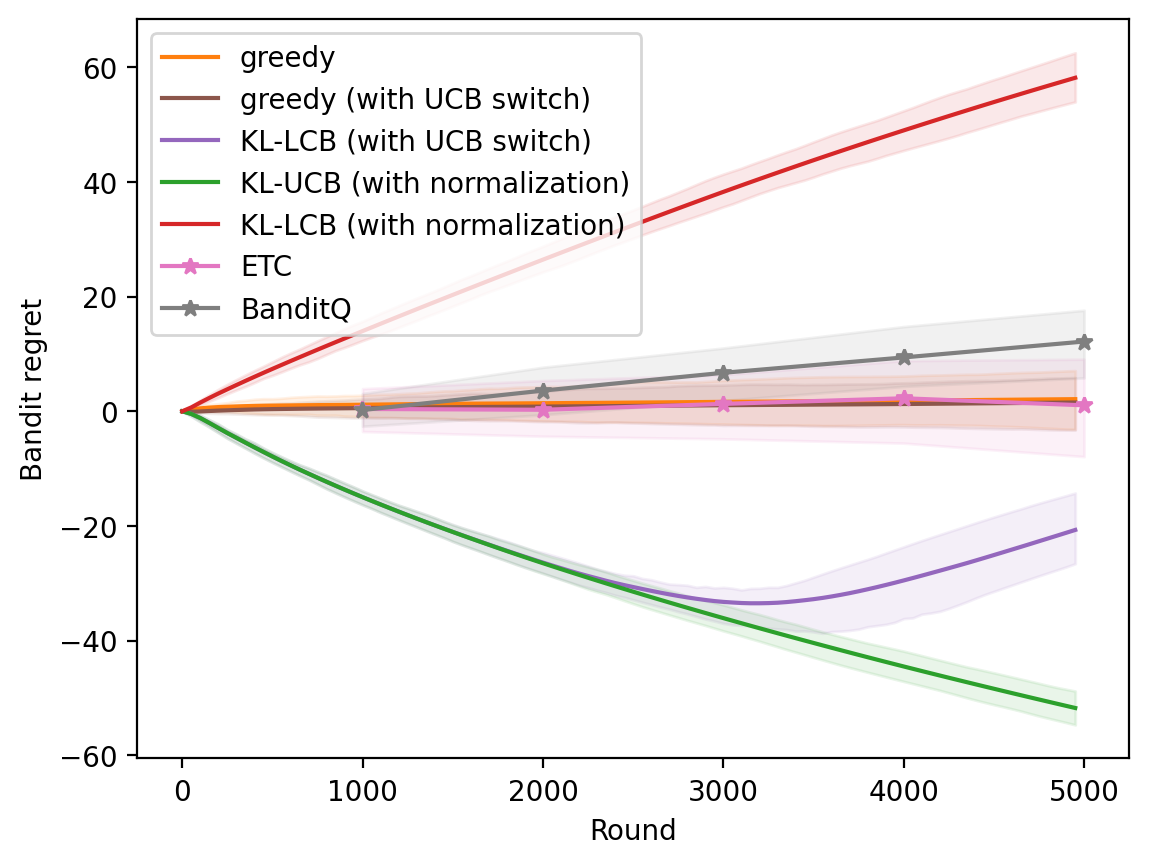 greedy
greedy (with UCB switch)
KL-LCB (with UCB switch)
KL-UCB (with normalization)
KL-LCB (with normalization)
ETC
BanditQ
Bandit regret
60
40
20
0
−20
−40
−60
0 1000 2000 3000 4000 5000
Round